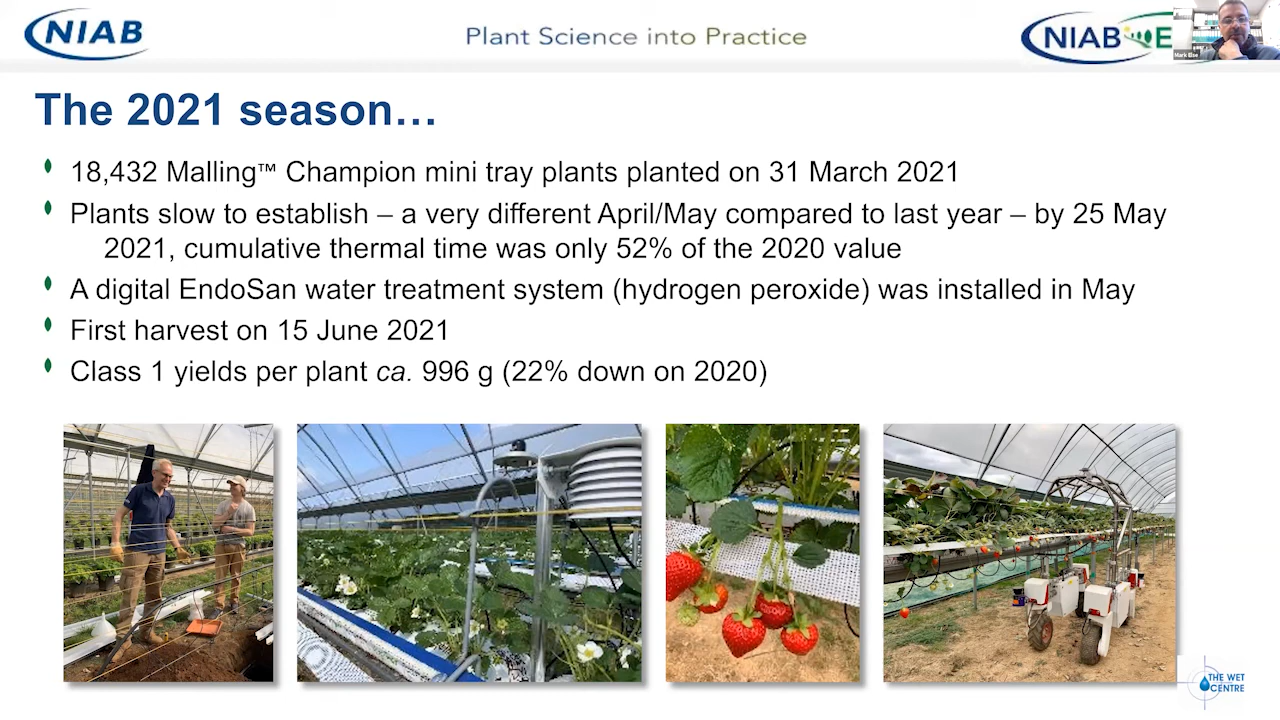 NIAB
Plant Science into Practice
NIAB E
Mark Else
The 2021 season…
18,432 Malling™ Champion mini tray plants planted on 31 March 2021
Plants slow to establish – a very different April/May compared to last year – by 25 May
2021, cumulative thermal time was only 52% of the 2020 value
A digital EndoSan water treatment system (hydrogen peroxide) was installed in May
First harvest on 15 June 2021
Class 1 yields per plant ca. 996 g (22% down on 2020)
THE WET
CENTRE